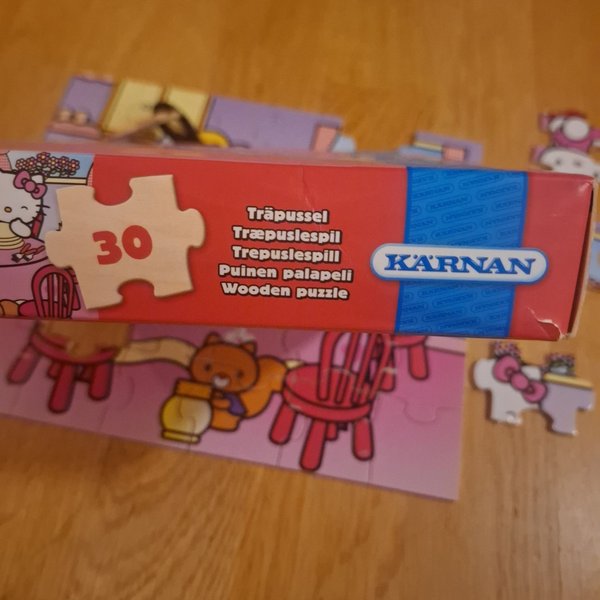 30
Träpussel
Træpuslespil
Trepuslespill
Puinen palapeli
Wooden puzzle
KÄRNAN